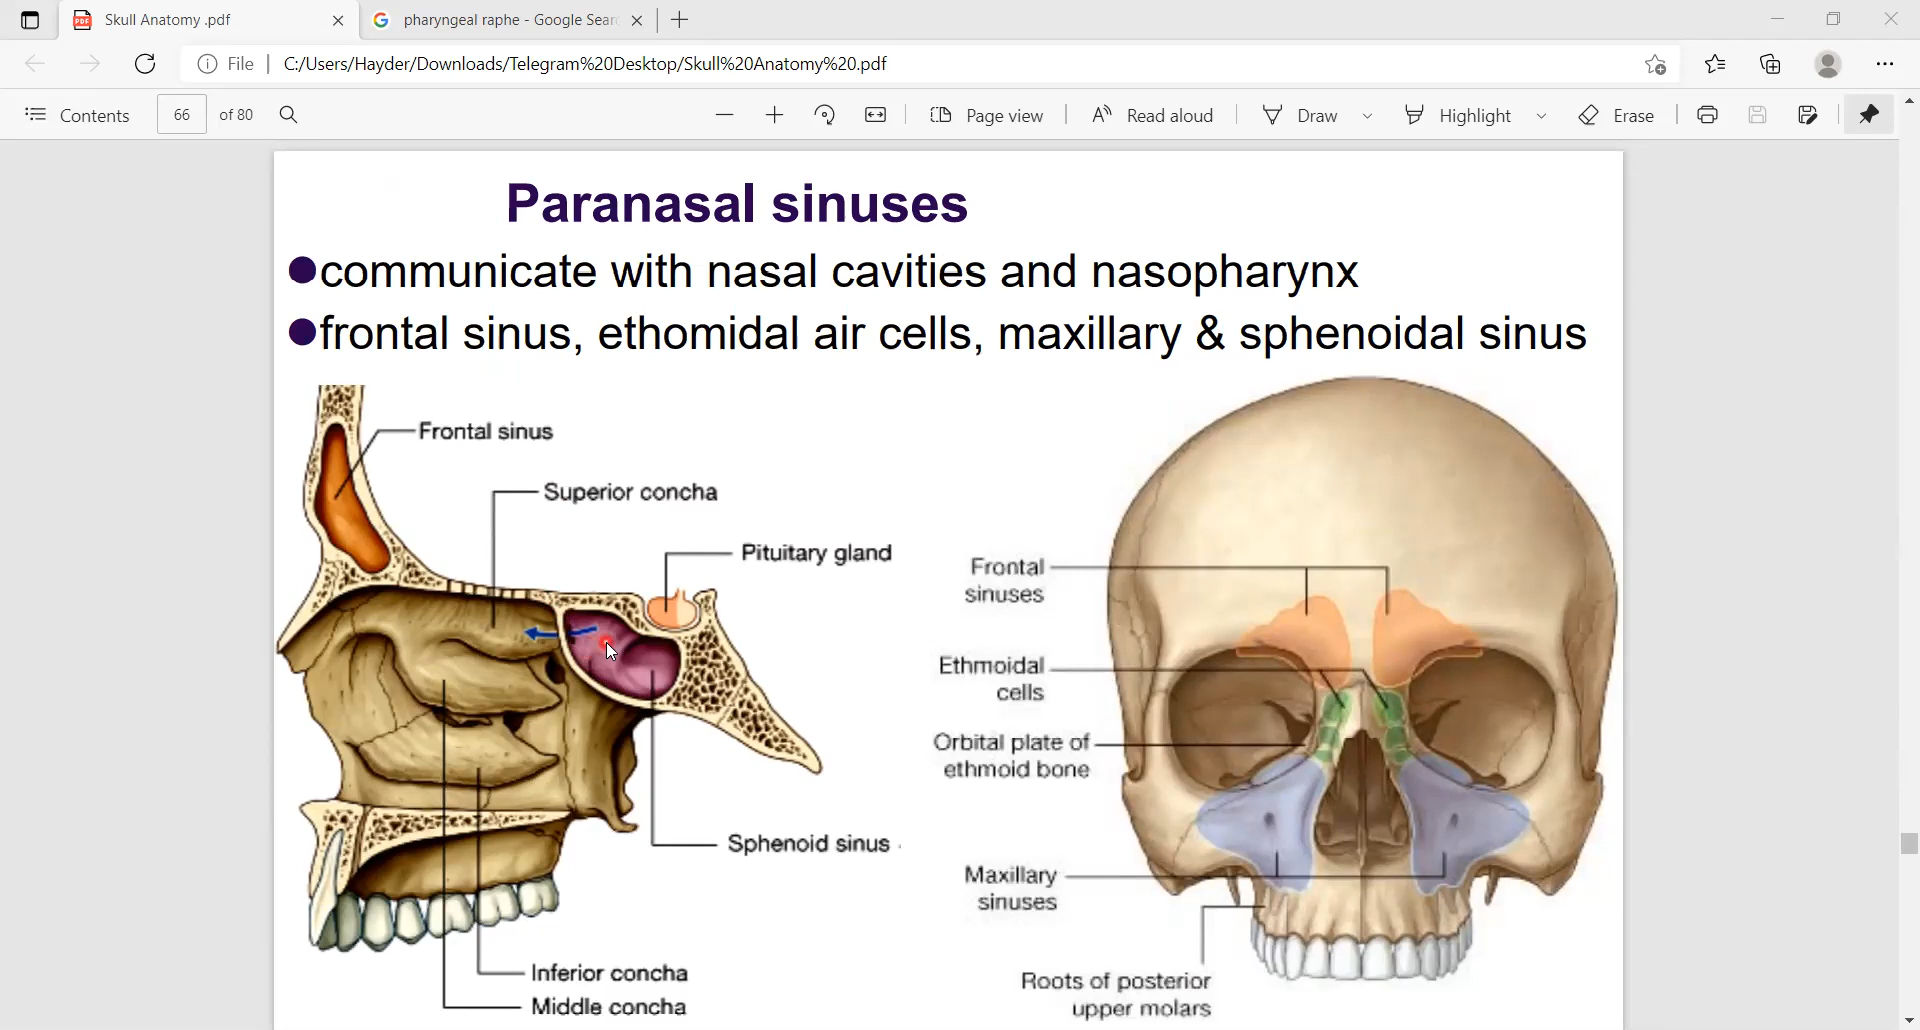 Skull Anatomy .pdf
pharyngeal raphe - Google Sear
File
C:/Users/Hayder/Downloads/Telegram%20Desktop/Skull%20Anatomy%20.pdf
Contents
66
of 80
Page view
Read aloud
Draw
Highlight
Erase
Paranasal sinuses
communicate with nasal cavities and nasopharynx
frontal sinus, ethomidal air cells, maxillary & sphenoidal sinus
Frontal sinus
Superior concha
Pituitary gland
Sphenoid sinus
Inferior concha
Middle concha
Frontal
sinuses
Ethmoidal
cells
Orbital plate of
ethmoid bone
Maxillary
sinuses
Roots of posterior
upper molars